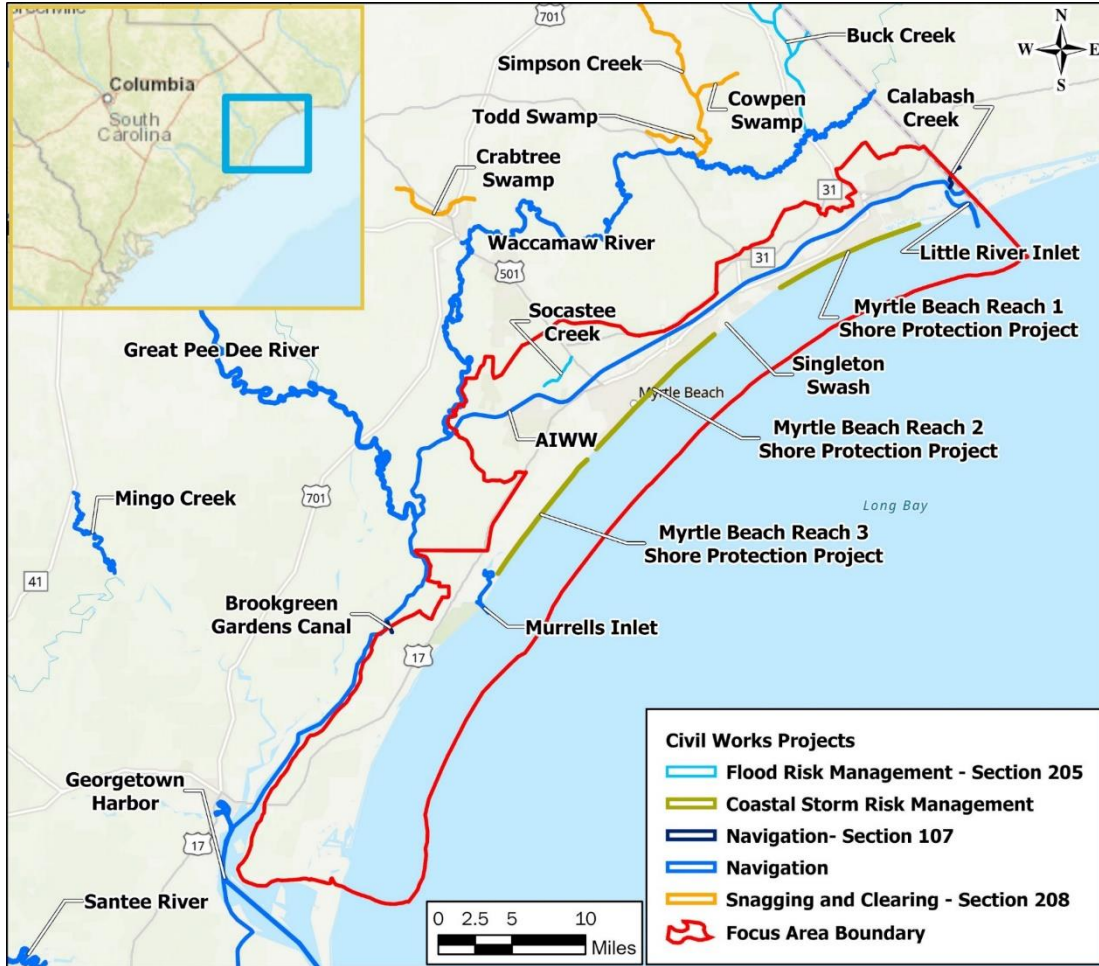 Greenville
Columbia
South
Carolina
701
Buck Creek
Simpson Creek
Cowpen
Swamp
Calabash
Creek
Todd Swamp
Crabtree
Swamp
31
Waccamaw River
501
31
Little River Inlet
Socastee
Creek
Myrtle Beach Reach 1
Shore Protection Project
Great Pee Dee River
Singleton
Swash
Myrtle Beach
AIWW
Myrtle Beach Reach 2
Shore Protection Project
Mingo Creek
701
Long Bay
Myrtle Beach Reach 3
Shore Protection Project
41
Brookgreen
Gardens Canal
Murrells Inlet
17
Georgetown
Harbor
17
Santee River
N
W
E
S
Civil Works Projects
Flood Risk Management - Section 205
Coastal Storm Risk Management
Navigation- Section 107
Navigation
Snagging and Clearing - Section 208
Focus Area Boundary
0 2.5 5 10
Miles